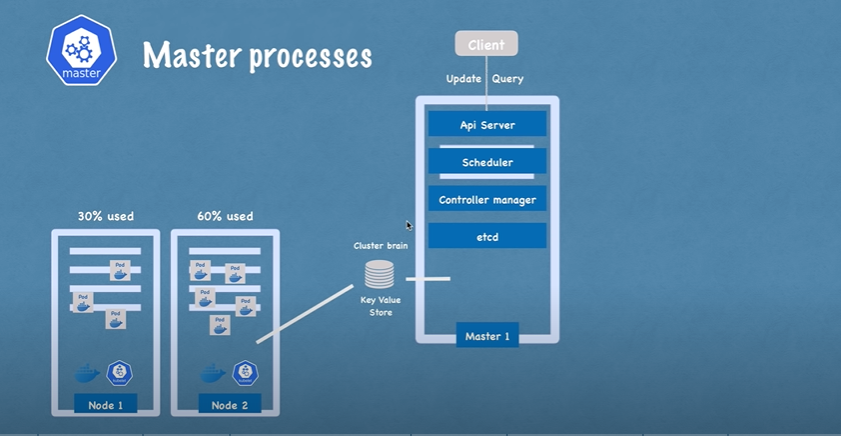 master
Master processes
Client
Update Query
Api Server
Scheduler
Controller manager
etcd
Master 1
Cluster brain
Key Value
Store
30% used
60% used
Pod
Pod
Pod
Pod
Pod
Pod
Pod
Pod
Node 1
Node 2